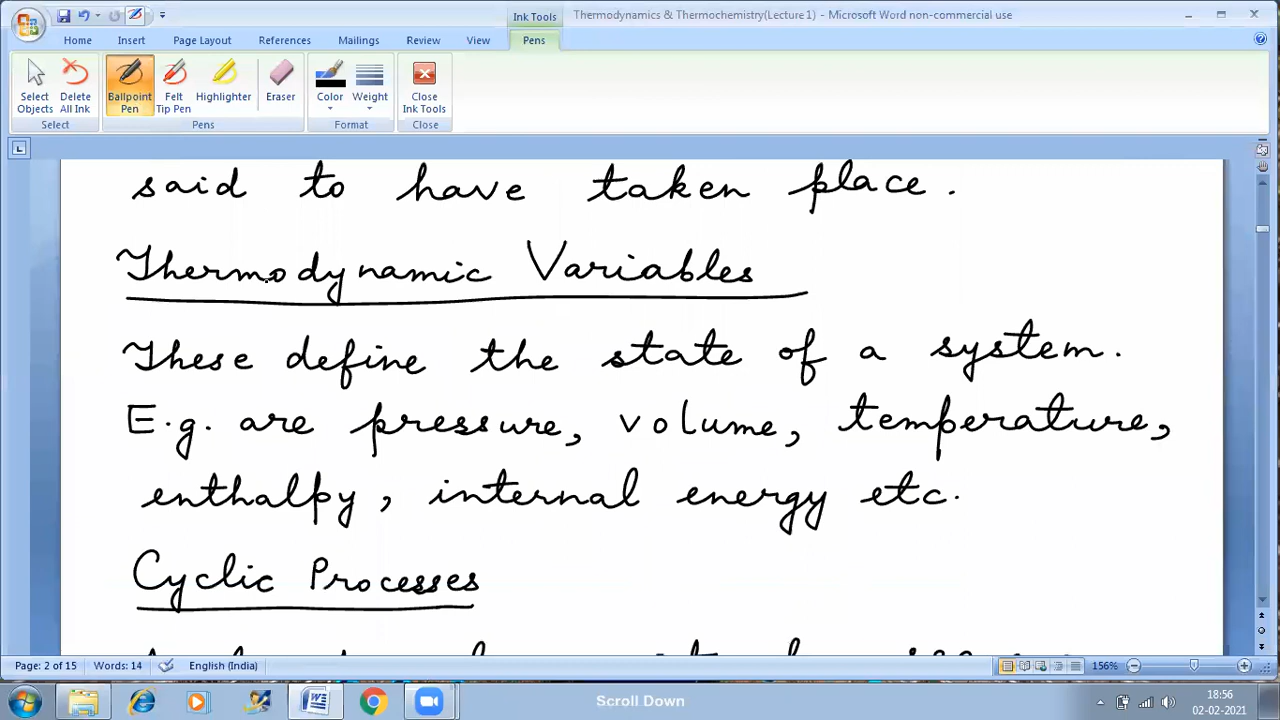 Ink Tools
Thermodynamics & Thermochemistry(Lecture 1) - Microsoft Word non-commercial use
Home Insert Page Layout References Mailings Review View Pens
Select Objects Delete All Ink Ballpoint Pen Felt Tip Pen Highlighter Eraser Color Weight Close Ink Tools
Select Pens Format Close
said to have taken place.
Thermodynamic Variables
These define the state of a system.
E.g. are pressure, volume, temperature,
enthalpy, internal energy etc.
Cyclic Processes
Page: 2 of 15 Words: 14 English (India) 156%
Scroll Down
18:56
02-02-2021